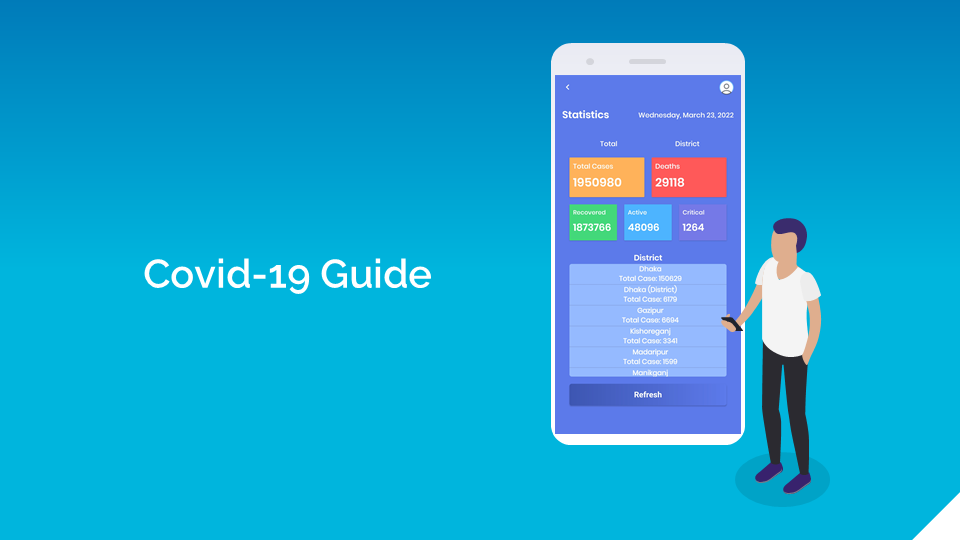 Covid-19 Guide
Statistics
Wednesday, March 23, 2022
Total
District
Total Cases
1950980
Deaths
29118
Recovered
1873766
Active
48096
Critical
1264
District
Dhaka
Total Case: 150629
Dhaka (District)
Total Case: 6179
Gazipur
Total Case: 6694
Kishoreganj
Total Case: 3341
Madaripur
Total Case: 1599
Manikganj
Refresh